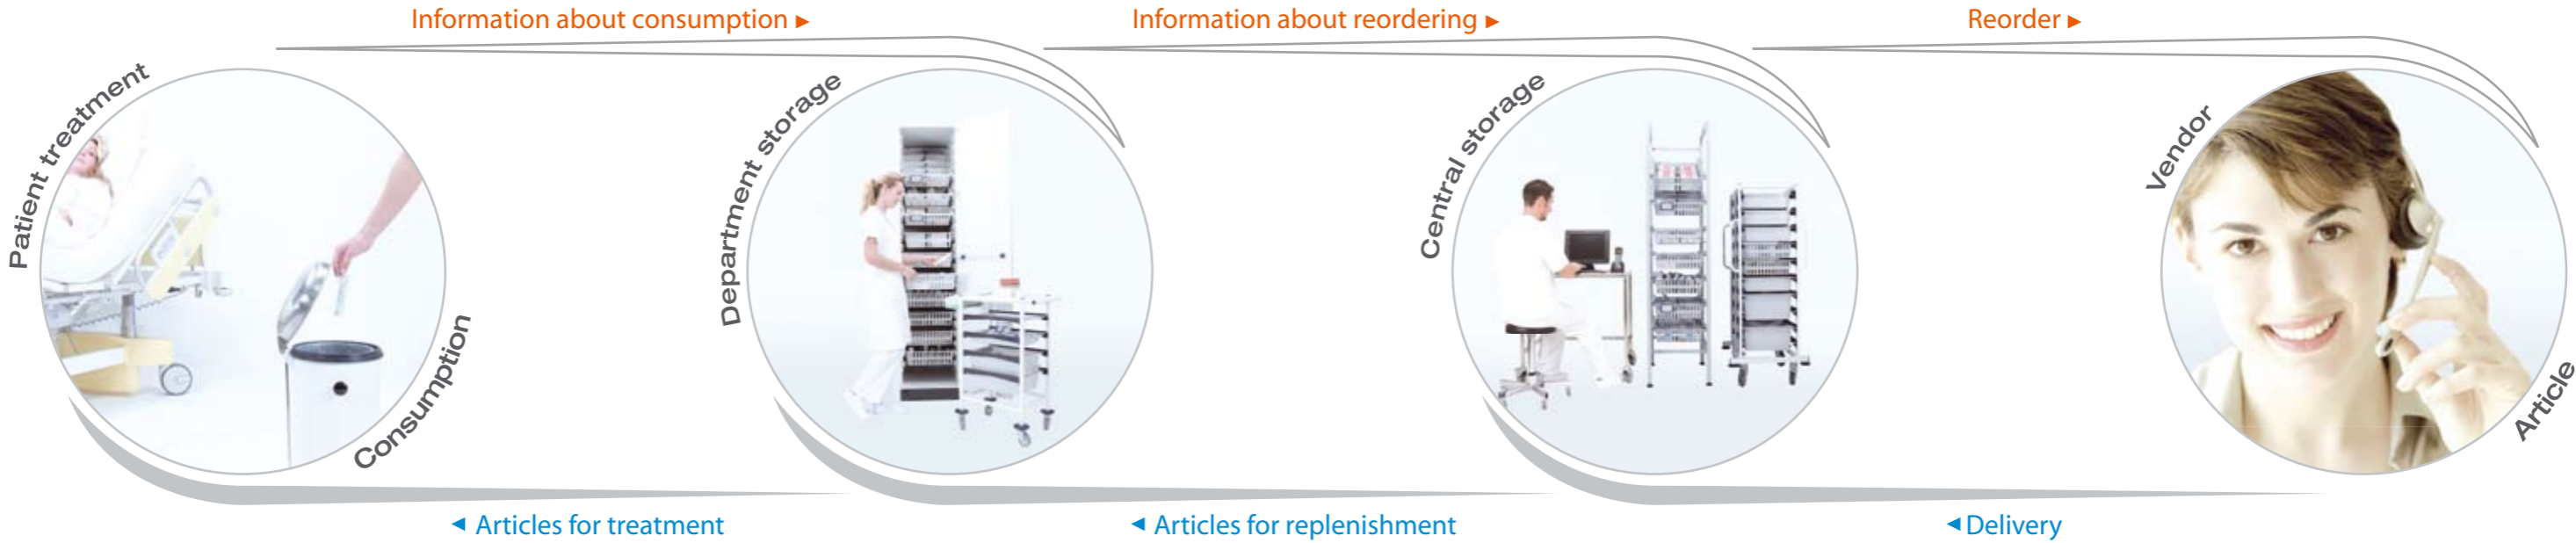 Information about consumption ▸
Information about reordering ▸
Reorder ▸
Patient treatment
Consumption
Department storage
Central storage
Vendor
Article
◂ Articles for treatment
◂ Articles for replenishment
◂ Delivery